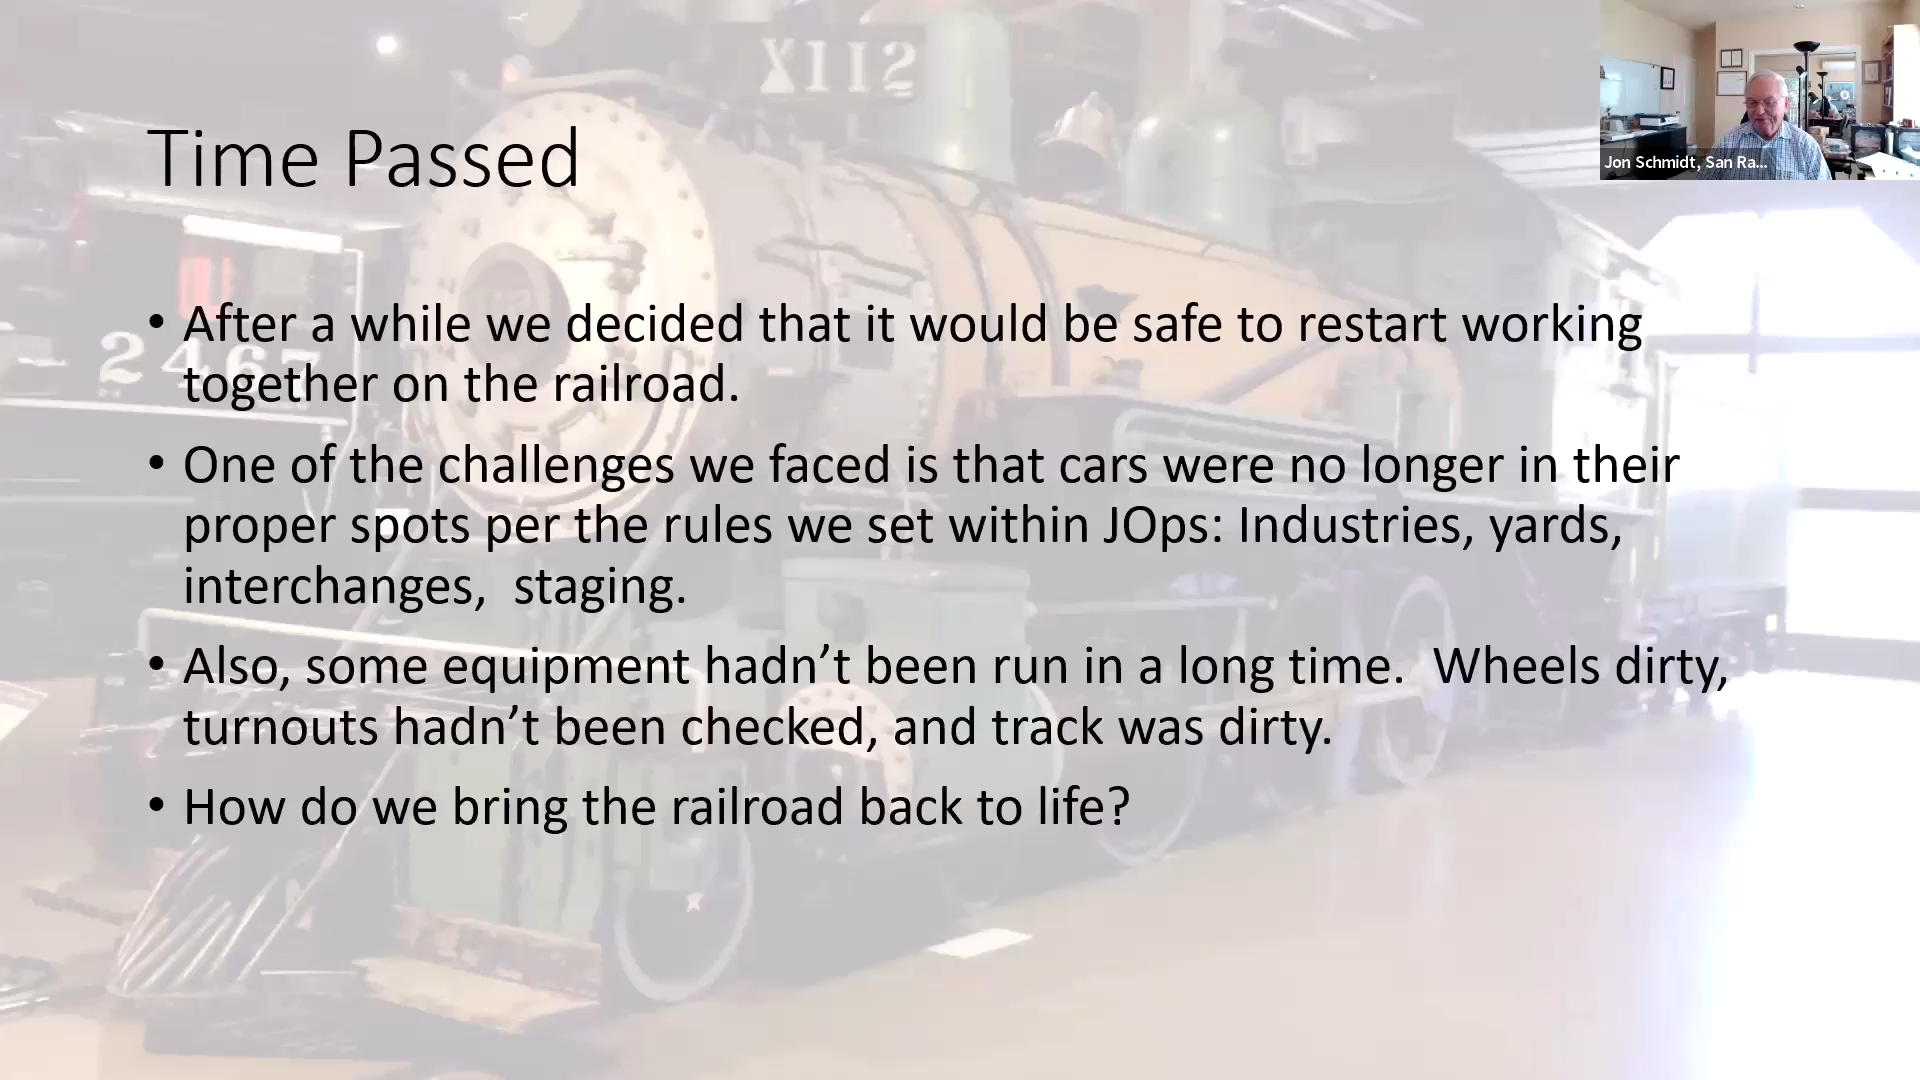 X112
Jon Schmidt, San Ra...
Time Passed
2467
• After a while we decided that it would be safe to restart working
together on the railroad.
• One of the challenges we faced is that cars were no longer in their
proper spots per the rules we set within JOps: Industries, yards,
interchanges,  staging.
• Also, some equipment hadn’t been run in a long time.  Wheels dirty,
turnouts hadn’t been checked, and track was dirty.
• How do we bring the railroad back to life?